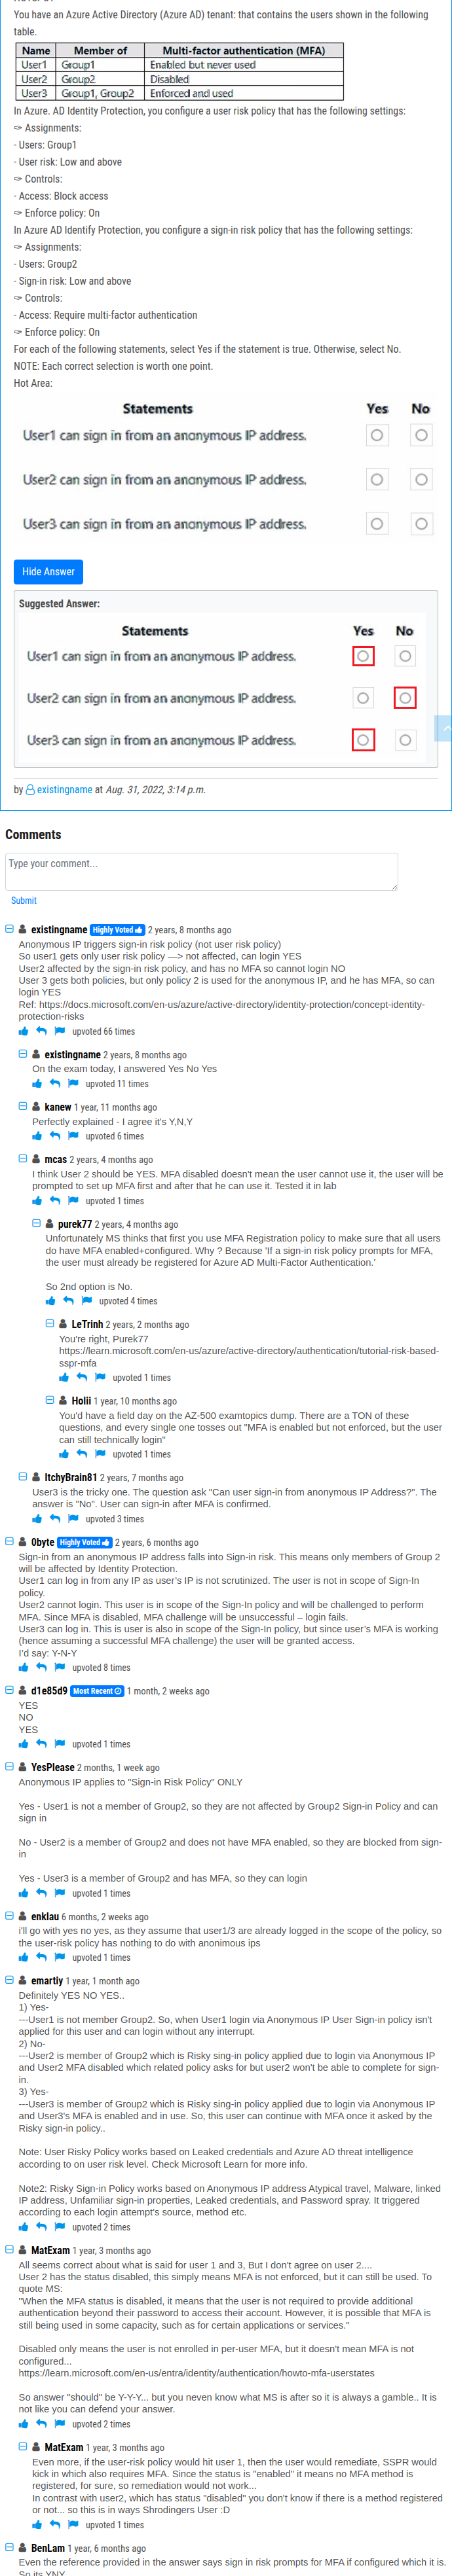 You have an Azure Active Directory (Azure AD) tenant: that contains the users shown in the following
table.
Name Member of Multi-factor authentication (MFA)
User1 Group1 Enabled but never used
User2 Group2 Disabled
User3 Group1, Group2 Enforced and used
In Azure. AD Identity Protection, you configure a user risk policy that has the following settings:
✑ Assignments:
- Users: Group1
- User risk: Low and above
✑ Controls:
- Access: Block access
✑ Enforce policy: On
In Azure AD Identify Protection, you configure a sign-in risk policy that has the following settings:
✑ Assignments:
- Users: Group2
- Sign-in risk: Low and above
✑ Controls:
- Access: Require multi-factor authentication
✑ Enforce policy: On
For each of the following statements, select Yes if the statement is true. Otherwise, select No.
NOTE: Each correct selection is worth one point.
Hot Area:
Statements Yes No
User1 can sign in from an anonymous IP address.
User2 can sign in from an anonymous IP address.
User3 can sign in from an anonymous IP address.
Hide Answer
Suggested Answer:
Statements Yes No
User1 can sign in from an anonymous IP address.
User2 can sign in from an anonymous IP address.
User3 can sign in from an anonymous IP address.
by existingname at Aug. 31, 2022, 3:14 p.m.
Comments
Type your comment...
Submit
existingname Highly Voted 2 years, 8 months ago
Anonymous IP triggers sign-in risk policy (not user risk policy)
So user1 gets only user risk policy —> not affected, can login YES
User2 affected by the sign-in risk policy, and has no MFA so cannot login NO
User 3 gets both policies, but only policy 2 is used for the anonymous IP, and he has MFA, so can
login YES
Ref: https://docs.microsoft.com/en-us/azure/active-directory/identity-protection/concept-identity-
protection-risks
upvoted 66 times
existingname 2 years, 8 months ago
On the exam today, I answered Yes No Yes
upvoted 11 times
kanew 1 year, 11 months ago
Perfectly explained - I agree it's Y,N,Y
upvoted 6 times
mcas 2 years, 4 months ago
I think User 2 should be YES. MFA disabled doesn't mean the user cannot use it, the user will be
prompted to set up MFA first and after that he can use it. Tested it in lab
upvoted 1 times
purek77 2 years, 4 months ago
Unfortunately MS thinks that first you use MFA Registration policy to make sure that all users
do have MFA enabled+configured. Why ? Because 'If a sign-in risk policy prompts for MFA,
the user must already be registered for Azure AD Multi-Factor Authentication.'
So 2nd option is No.
upvoted 4 times
LeTrinh 2 years, 2 months ago
You're right, Purek77
https://learn.microsoft.com/en-us/azure/active-directory/authentication/tutorial-risk-based-
sspr-mfa
upvoted 1 times
Holii 1 year, 10 months ago
You'd have a field day on the AZ-500 examtopics dump. There are a TON of these
questions, and every single one tosses out "MFA is enabled but not enforced, but the user
can still technically login"
upvoted 1 times
ItchyBrain81 2 years, 7 months ago
User3 is the tricky one. The question ask "Can user sign-in from anonymous IP Address?". The
answer is "No". User can sign-in after MFA is confirmed.
upvoted 3 times
0byte Highly Voted 2 years, 6 months ago
Sign-in from an anonymous IP address falls into Sign-in risk. This means only members of Group 2
will be affected by Identity Protection.
User1 can log in from any IP as user's IP is not scrutinized. The user is not in scope of Sign-In
policy.
User2 cannot login. This user is in scope of the Sign-In policy and will be challenged to perform
MFA. Since MFA is disabled, MFA challenge will be unsuccessful – login fails.
User3 can log in. This is user is also in scope of the Sign-In policy, but since user's MFA is working
(hence assuming a successful MFA challenge) the user will be granted access.
I'd say: Y-N-Y
upvoted 8 times
d1e85d9 Most Recent 1 month, 2 weeks ago
YES
NO
YES
upvoted 1 times
YesPlease 2 months, 1 week ago
Anonymous IP applies to "Sign-in Risk Policy" ONLY
Yes - User1 is not a member of Group2, so they are not affected by Group2 Sign-in Policy and can
sign in
No - User2 is a member of Group2 and does not have MFA enabled, so they are blocked from sign-
in
Yes - User3 is a member of Group2 and has MFA, so they can login
upvoted 1 times
enklau 6 months, 2 weeks ago
i'll go with yes no yes, as they assume that user1/3 are already logged in the scope of the policy, so
the user-risk policy has nothing to do with anonimous ips
upvoted 1 times
emartiy 1 year, 1 month ago
Definitely YES NO YES..
1) Yes-
---User1 is not member Group2. So, when User1 login via Anonymous IP User Sign-in policy isn't
applied for this user and can login without any interrupt.
2) No-
---User2 is member of Group2 which is Risky sing-in policy applied due to login via Anonymous IP
and User2 MFA disabled which related policy asks for but user2 won't be able to complete for sign-
in.
3) Yes-
---User3 is member of Group2 which is Risky sing-in policy applied due to login via Anonymous IP
and User3's MFA is enabled and in use. So, this user can continue with MFA once it asked by the
Risky sign-in policy..
Note: User Risky Policy works based on Leaked credentials and Azure AD threat intelligence
according to on user risk level. Check Microsoft Learn for more info.
Note2: Risky Sign-in Policy works based on Anonymous IP address Atypical travel, Malware, linked
IP address, Unfamiliar sign-in properties, Leaked credentials, and Password spray. It triggered
according to each login attempt's source, method etc.
upvoted 2 times
MatExam 1 year, 3 months ago
All seems correct about what is said for user 1 and 3, But I don't agree on user 2....
User 2 has the status disabled, this simply means MFA is not enforced, but it can still be used. To
quote MS:
"When the MFA status is disabled, it means that the user is not required to provide additional
authentication beyond their password to access their account. However, it is possible that MFA is
still being used in some capacity, such as for certain applications or services."
Disabled only means the user is not enrolled in per-user MFA, but it doesn't mean MFA is not
configured...
https://learn.microsoft.com/en-us/entra/identity/authentication/howto-mfa-userstates
So answer "should" be Y-Y-Y... but you neven know what MS is after so it is always a gamble.. It is
not like you can defend your answer.
upvoted 2 times
MatExam 1 year, 3 months ago
Even more, if the user-risk policy would hit user 1, then the user would remediate, SSPR would
kick in which also requires MFA. Since the status is "enabled" it means no MFA method is
registered, for sure, so remediation would not work...
In contrast with user2, which has status "disabled" you don't know if there is a method registered
or not... so this is in ways Shrodingers User :D
upvoted 1 times
BenLam 1 year, 6 months ago
Even the reference provided in the answer says sign in risk prompts for MFA if configured which it is.
So its YNY